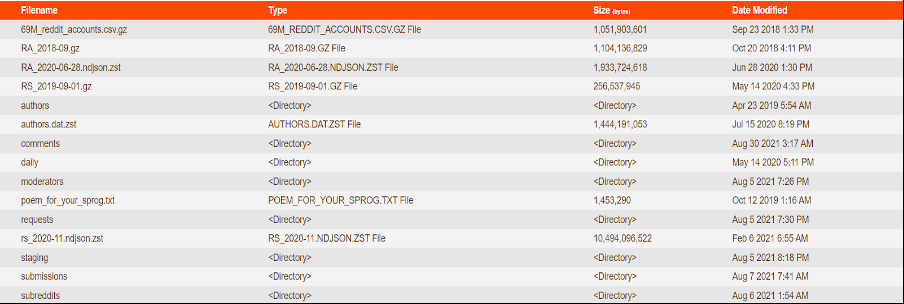 Filename Type Size (bytes) Date Modified
69M_reddit_accounts.csv.gz 69M_REDDIT_ACCOUNTS.CSV.GZ File 1,051,903,601 Sep 23 2018 1:33 PM
RA_2018-09.gz RA_2018-09.GZ File 1,104,136,829 Oct 20 2018 4:11 PM
RA_2020-06-28.ndjson.zst RA_2020-06-28.NDJSON.ZST File 1,933,724,618 Jun 28 2020 1:30 PM
RS_2019-09-01.gz RS_2019-09-01.GZ File 256,537,945 May 14 2020 4:33 PM
authors <Directory> <Directory> Apr 23 2019 5:54 AM
authors.dat.zst AUTHORS.DAT.ZST File 1,444,191,053 Jul 15 2020 8:19 PM
comments <Directory> <Directory> Aug 30 2021 3:17 AM
daily <Directory> <Directory> May 14 2020 5:11 PM
moderators <Directory> <Directory> Aug 5 2021 7:26 PM
poem_for_your_sprog.txt POEM_FOR_YOUR_SPROG.TXT File 1,453,290 Oct 12 2019 1:16 AM
requests <Directory> <Directory> Aug 5 2021 7:30 PM
rs_2020-11.ndjson.zst RS_2020-11.NDJSON.ZST File 10,494,096,522 Feb 6 2021 6:55 AM
staging <Directory> <Directory> Aug 5 2021 8:18 PM
submissions <Directory> <Directory> Aug 7 2021 7:41 AM
subreddits <Directory> <Directory> Aug 6 2021 1:54 AM